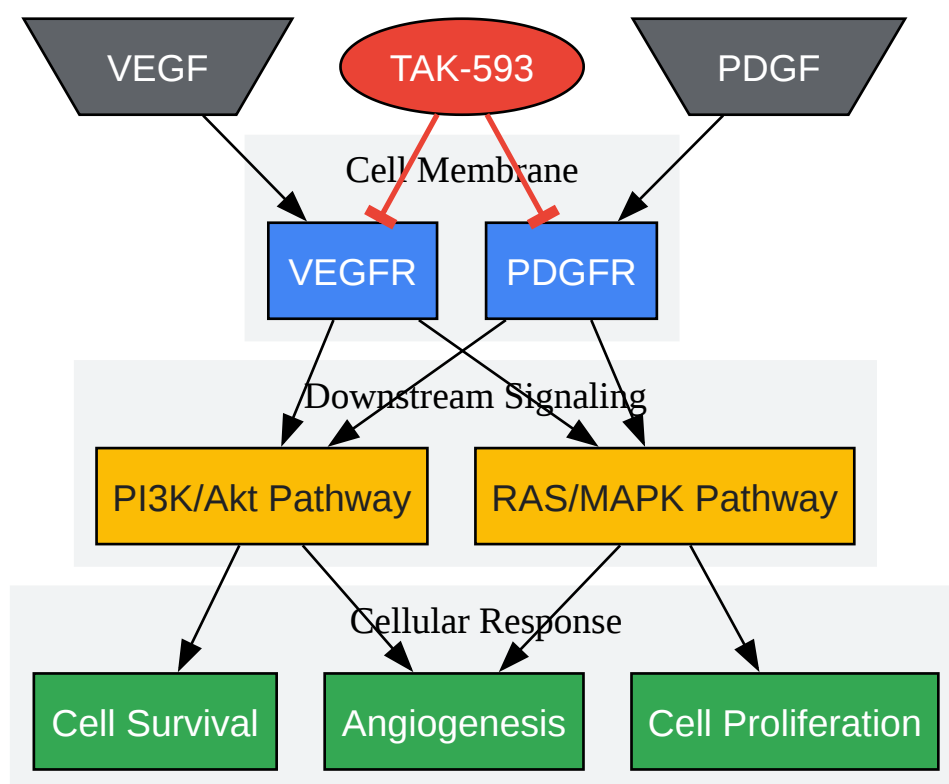 VEGF
TAK-593
PDGF
Cell Membrane
VEGFR
PDGFR
Downstream Signaling
PI3K/Akt Pathway
RAS/MAPK Pathway
Cellular Response
Cell Survival
Angiogenesis
Cell Proliferation